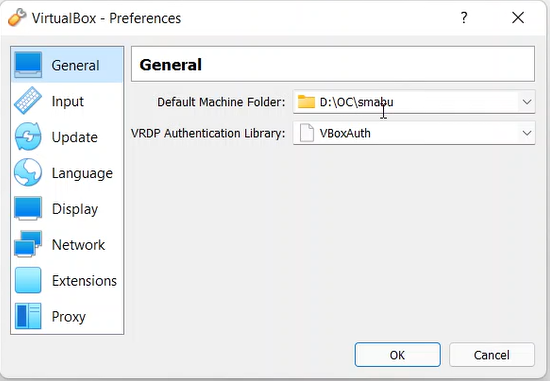 VirtualBox - Preferences
General
Input
Update
Language
Display
Network
Extensions
Proxy
General
Default Machine Folder: D:\OC\smabu
VRDP Authentication Library: VBoxAuth
OK Cancel